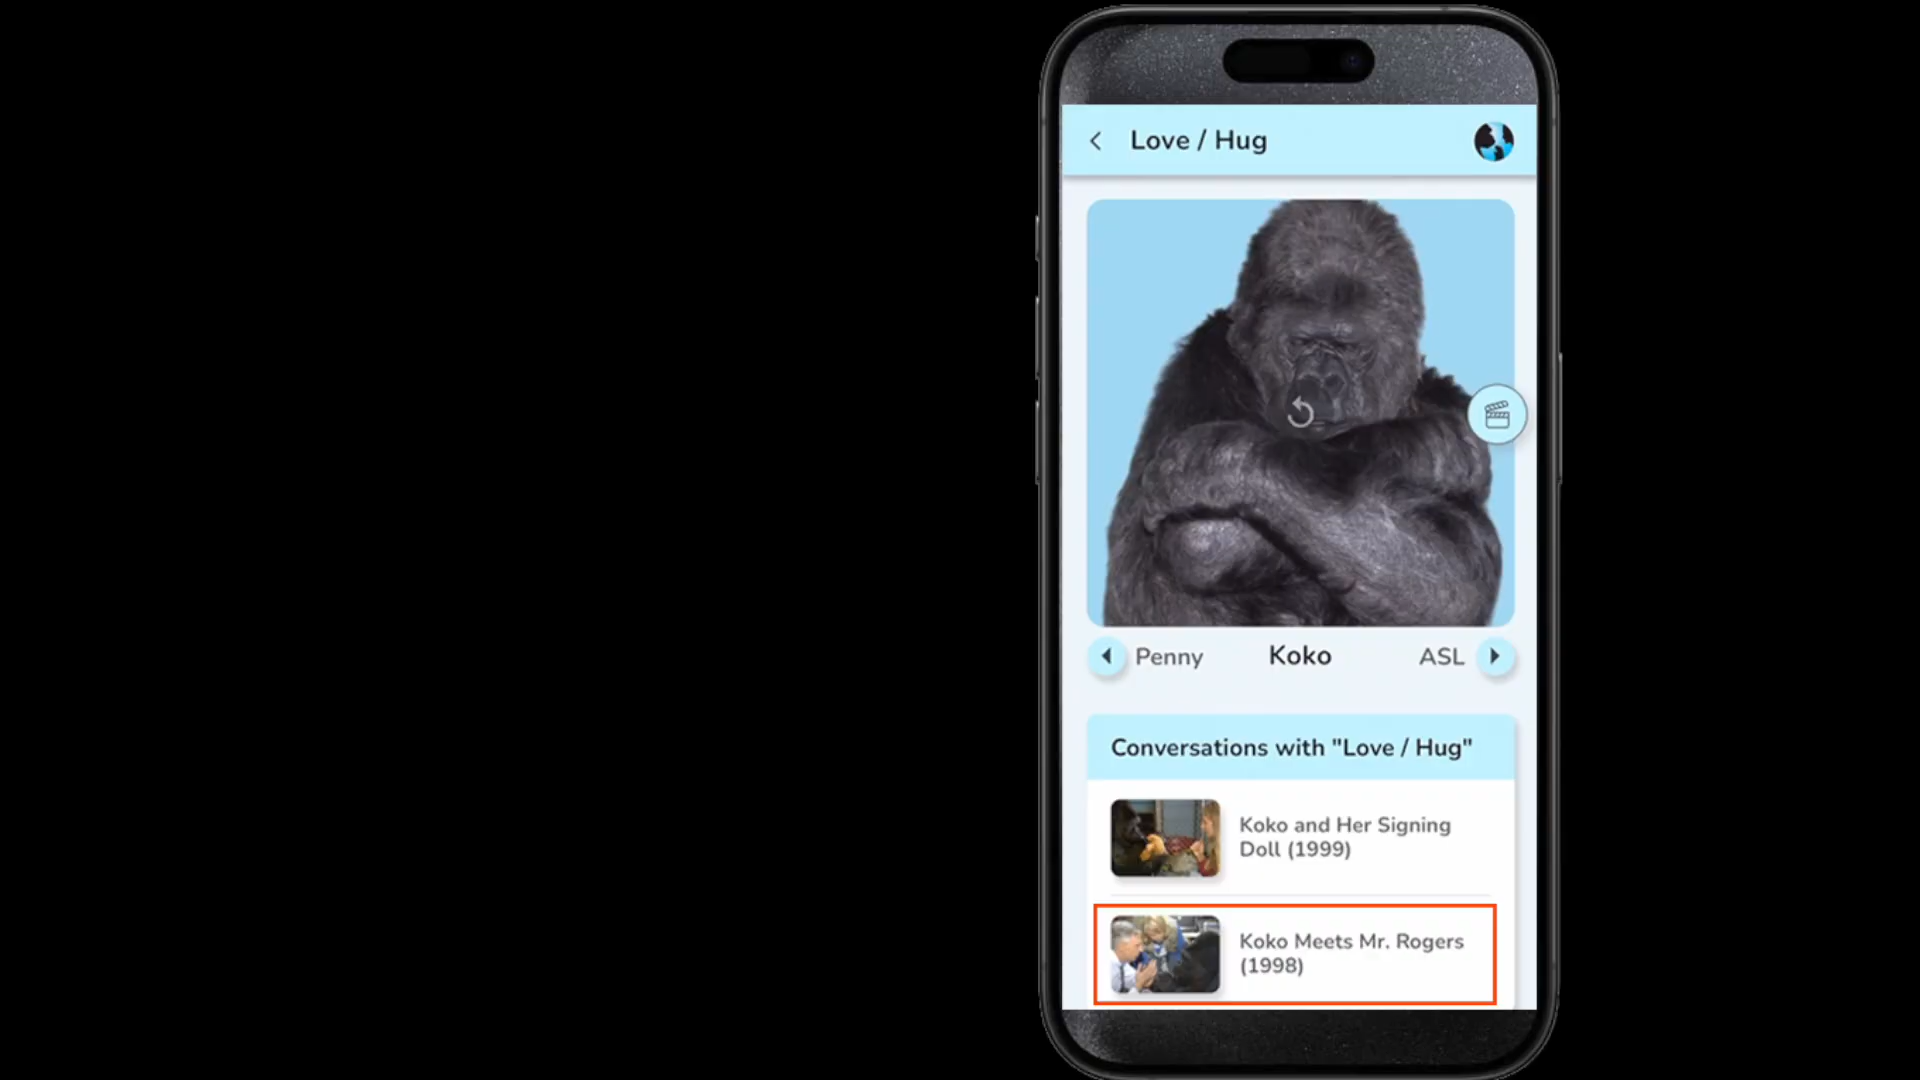 Love / Hug
Penny
Koko
ASL
Conversations with "Love / Hug"
Koko and Her Signing
Doll (1999)
Koko Meets Mr. Rogers
(1998)